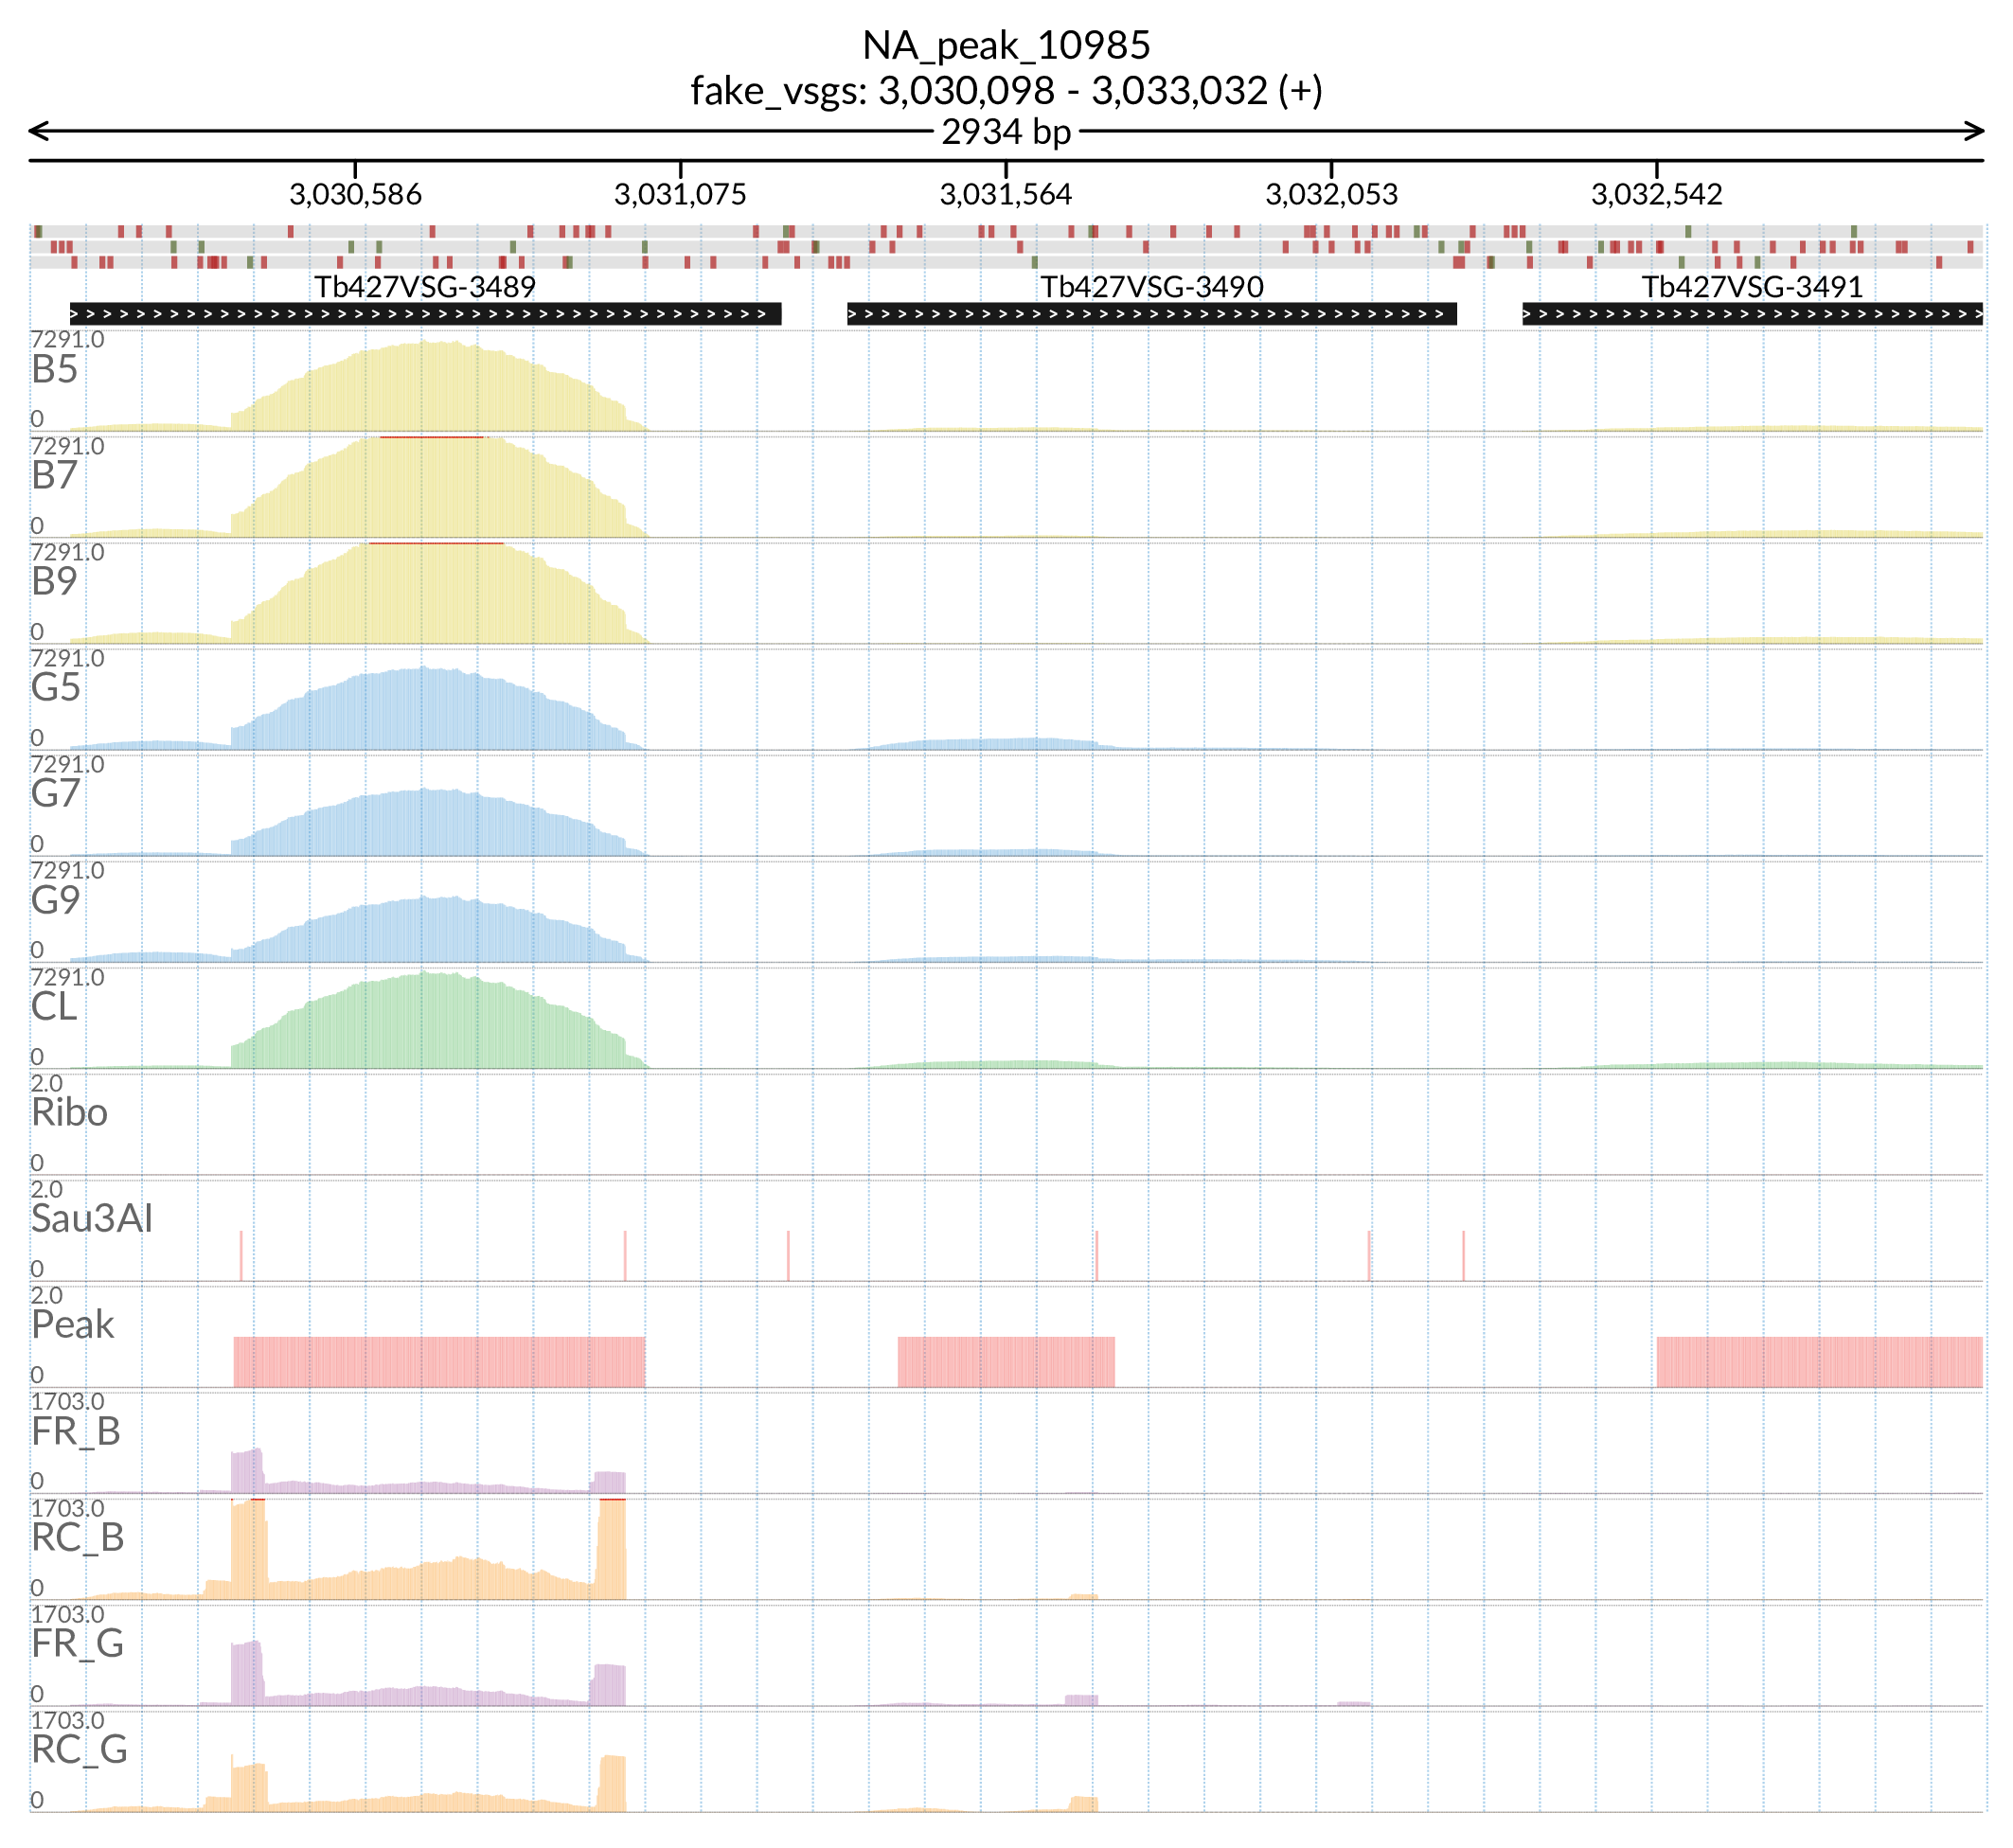 NA_peak_10985
fake_vsgs: 3,030,098 - 3,033,032 (+)
2934 bp
3,030,586 3,031,075 3,031,564 3,032,053 3,032,542
Tb427VSG-3489 Tb427VSG-3490 Tb427VSG-3491
7291.0
B5
0
7291.0
B7
0
7291.0
B9
0
7291.0
G5
0
7291.0
G7
0
7291.0
G9
0
7291.0
CL
0
2.0
Ribo
0
2.0
Sau3AI
0
2.0
Peak
0
1703.0
FR_B
0
1703.0
RC_B
0
1703.0
FR_G
0
1703.0
RC_G
0